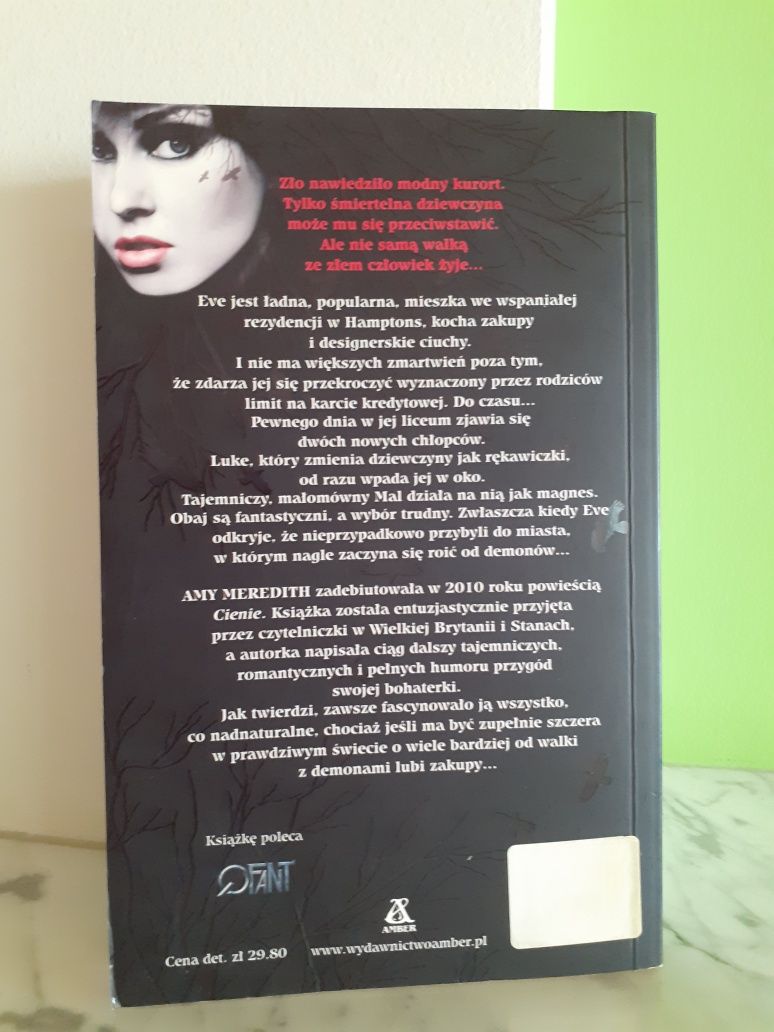 Zło nawiedziło modny kurort.
Tylko śmiertelna dziewczyna
może mu się przeciwstawić.
Ale nie samą walką
ze złem człowiek żyje...
Eve jest ładna, popularna, mieszka we wspaniałej
rezydencji w Hamptons, kocha zakupy
i designerskie ciuchy.
I nie ma większych zmartwień poza tym,
że zdarza jej się przekroczyć wyznaczony przez rodziców
limit na karcie kredytowej. Do czasu...
Pewnego dnia w jej liceum zjawia się
dwóch nowych chłopców.
Luke, który zmienia dziewczyny jak rękawiczki,
od razu wpada jej w oko.
Tajemniczy, małomówny Mal działa na nią jak magnes.
Obaj są fantastyczni, a wybór trudny. Zwłaszcza kiedy Eve
odkryje, że nieprzypadkowo przybyli do miasta,
w którym nagle zaczyna się roić od demonów...
AMY MEREDITH zadebiutowała w 2010 roku powieścią
Cienie. Książka została entuzjastycznie przyjęta
przez czytelniczki w Wielkiej Brytanii i Stanach,
a autorka napisała ciąg dalszy tajemniczych,
romantycznych i pełnych humoru przygód
swojej bohaterki.
Jak twierdzi, zawsze fascynowało ją wszystko,
co nadnaturalne, chociaż jeśli ma być zupełnie szczera
w prawdziwym świecie o wiele bardziej od walki
z demonami lubi zakupy...
Książkę poleca
QFANT
AMBER
Cena det. zł 29.80
www.wydawnictwoamber.pl